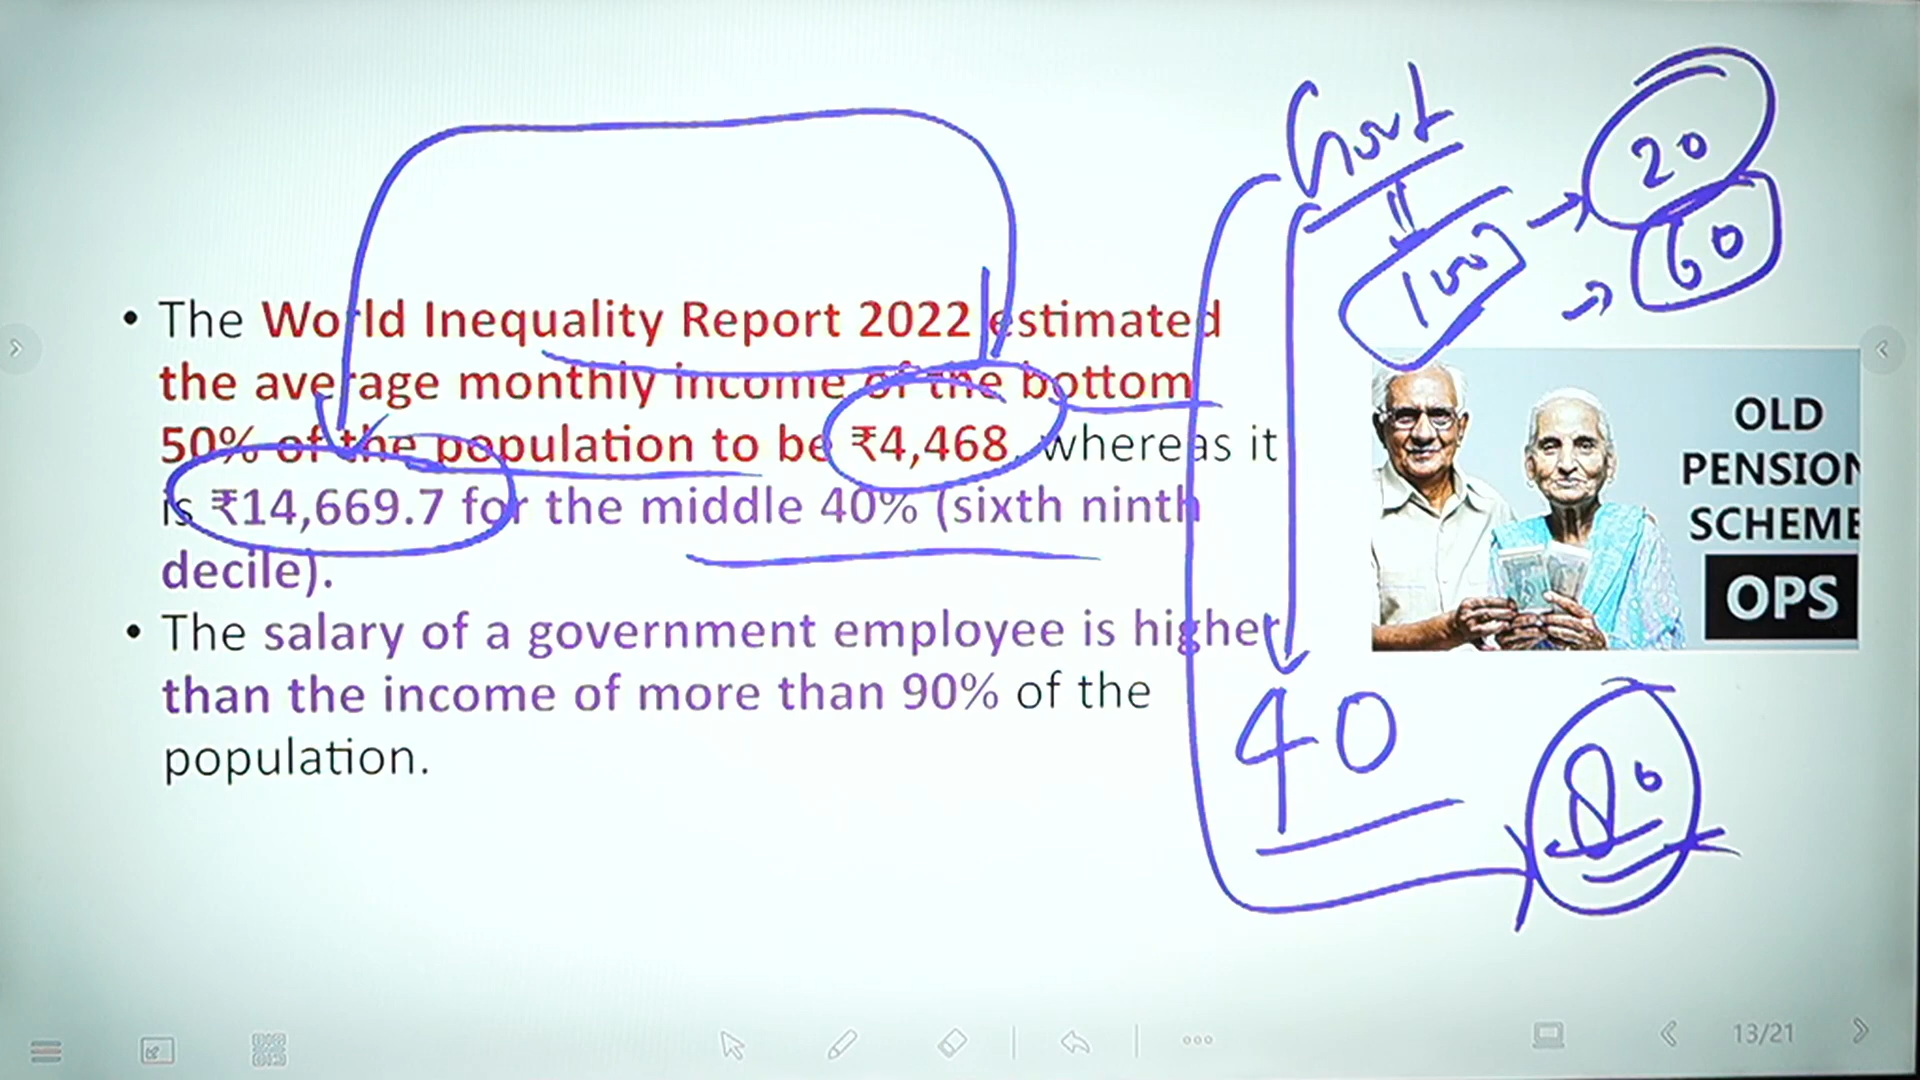 • The World Inequality Report 2022 estimated
the average monthly income of the bottom
50% of the population to be ₹4,468, whereas it
is ₹14,669.7 for the middle 40% (sixth ninth
decile).
• The salary of a government employee is higher
than the income of more than 90% of the
population.
Govt
100
20
60
OLD
PENSION
SCHEME
OPS
40
80
13/21